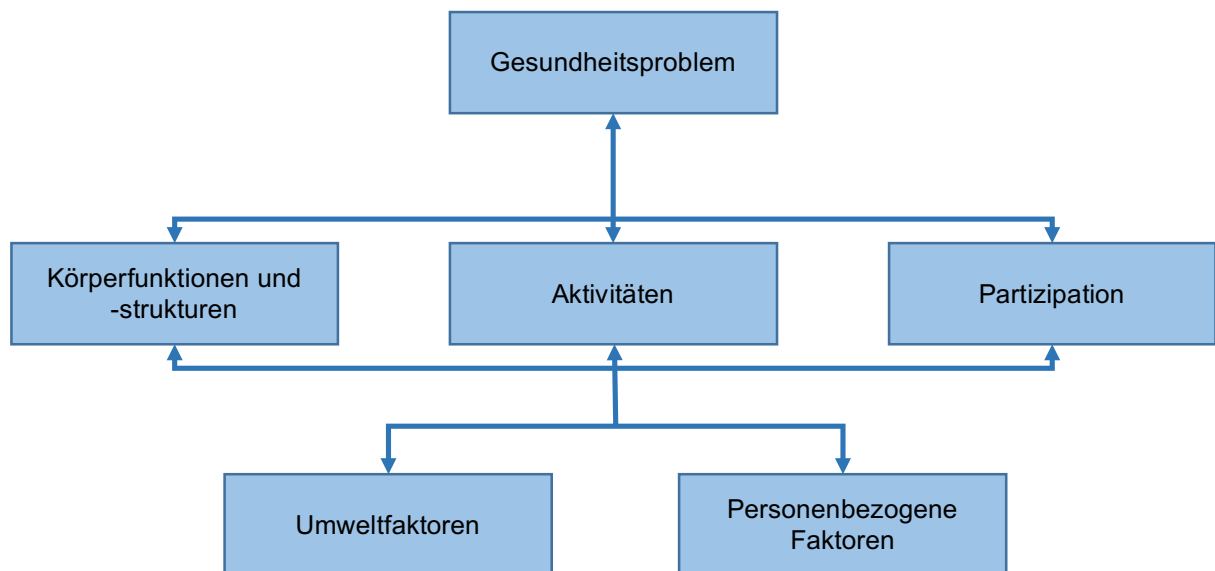 Gesundheitsproblem
Körperfunktionen und
-strukturen
Aktivitäten
Partizipation
Umweltfaktoren
Personenbezogene
Faktoren